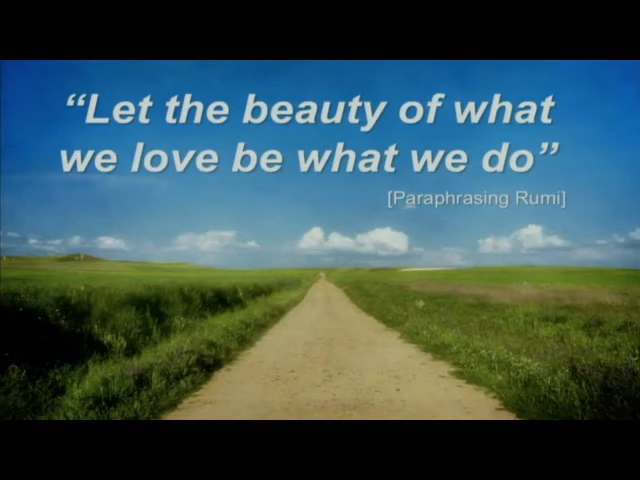 “Let the beauty of what
we love be what we do”
[Paraphrasing Rumi]